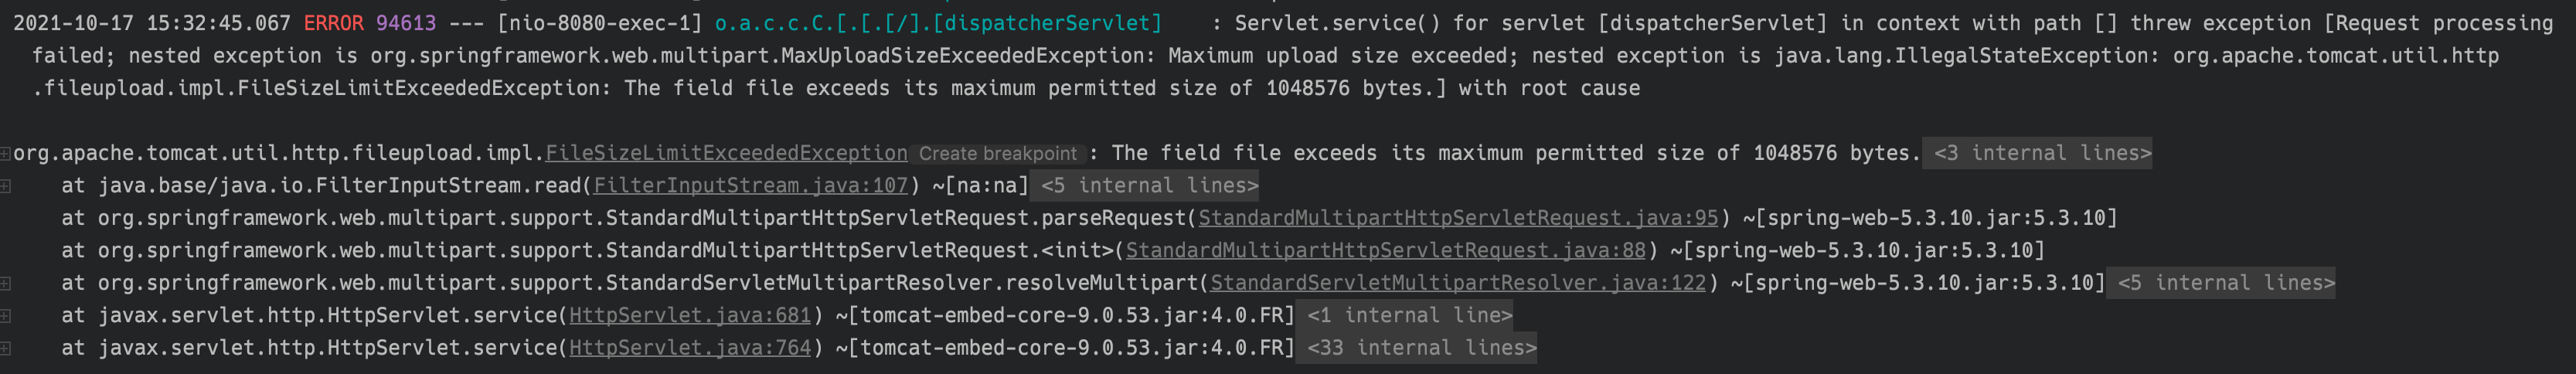 2021-10-17 15:32:45.067 ERROR 94613 --- [nio-8080-exec-1] o.a.c.c.C.[.[.[/].[dispatcherServlet]    : Servlet.service() for servlet [dispatcherServlet] in context with path [] threw exception [Request processing
failed; nested exception is org.springframework.web.multipart.MaxUploadSizeExceededException: Maximum upload size exceeded; nested exception is java.lang.IllegalStateException: org.apache.tomcat.util.http
.fileupload.impl.FileSizeLimitExceededException: The field file exceeds its maximum permitted size of 1048576 bytes.] with root cause
org.apache.tomcat.util.http.fileupload.impl.FileSizeLimitExceededException Create breakpoint : The field file exceeds its maximum permitted size of 1048576 bytes. <3 internal lines>
at java.base/java.io.FilterInputStream.read(FilterInputStream.java:107) ~[na:na] <5 internal lines>
at org.springframework.web.multipart.support.StandardMultipartHttpServletRequest.parseRequest(StandardMultipartHttpServletRequest.java:95) ~[spring-web-5.3.10.jar:5.3.10]
at org.springframework.web.multipart.support.StandardMultipartHttpServletRequest.<init>(StandardMultipartHttpServletRequest.java:88) ~[spring-web-5.3.10.jar:5.3.10]
at org.springframework.web.multipart.support.StandardServletMultipartResolver.resolveMultipart(StandardServletMultipartResolver.java:122) ~[spring-web-5.3.10.jar:5.3.10] <5 internal lines>
at javax.servlet.http.HttpServlet.service(HttpServlet.java:681) ~[tomcat-embed-core-9.0.53.jar:4.0.FR] <1 internal line>
at javax.servlet.http.HttpServlet.service(HttpServlet.java:764) ~[tomcat-embed-core-9.0.53.jar:4.0.FR] <33 internal lines>